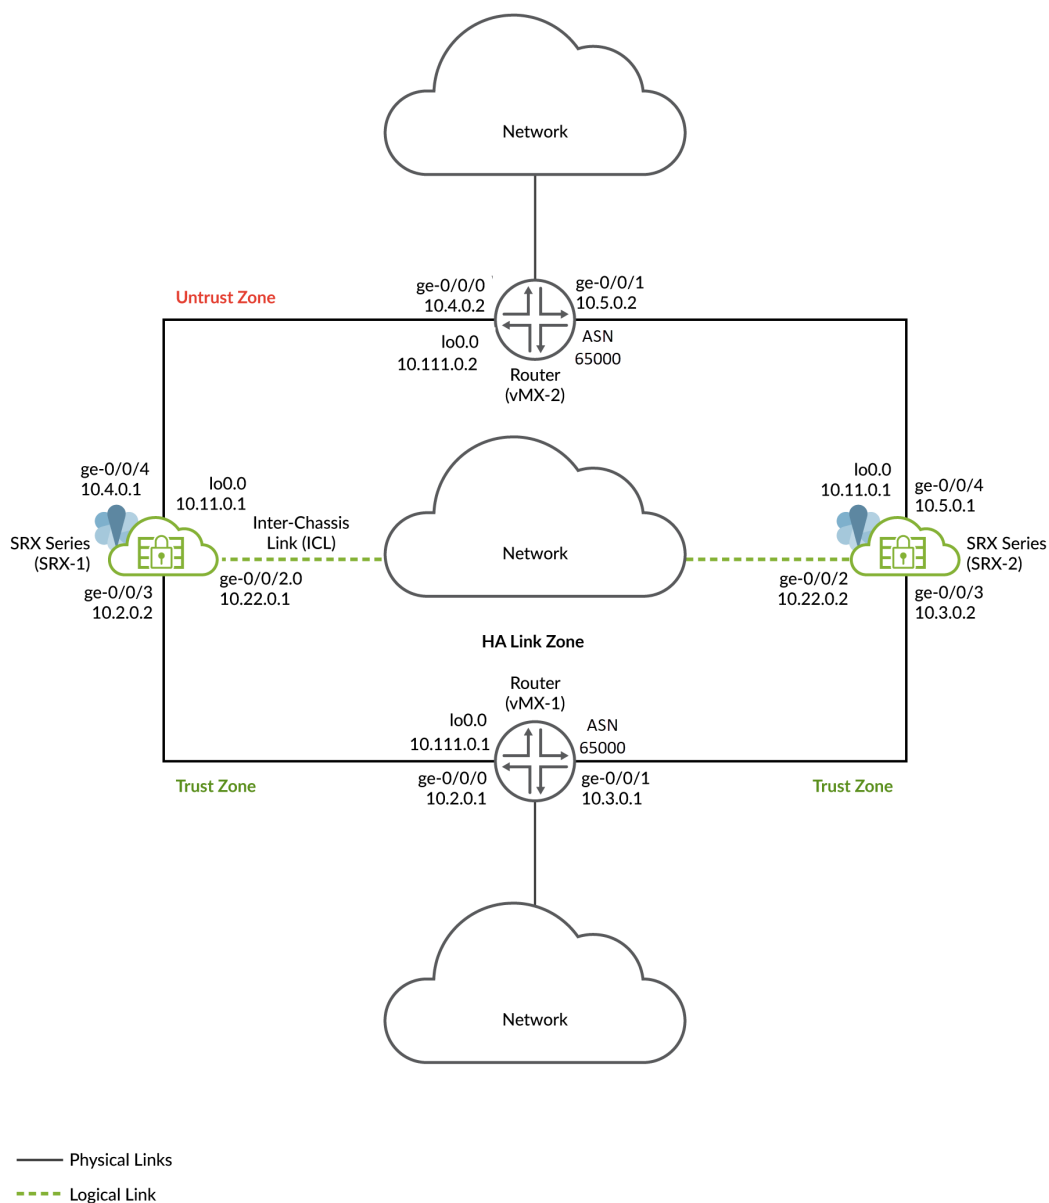 Network
ge-0/0/0
10.4.0.2
ge-0/0/1
10.5.0.2
Untrust Zone
lo0.0
10.111.0.2
ASN
65000
Router
(vMX-2)
ge-0/0/4
10.4.0.1
lo0.0
10.11.0.1
Inter-Chassis
Link (ICL)
SRX Series
(SRX-1)
ge-0/0/3
10.2.0.2
ge-0/0/2.0
10.22.0.1
Network
lo0.0
10.11.0.1
ge-0/0/4
10.5.0.1
SRX Series
(SRX-2)
ge-0/0/2
10.22.0.2
ge-0/0/3
10.3.0.2
HA Link Zone
Router
(vMX-1)
lo0.0
10.111.0.1
ASN
65000
Trust Zone
ge-0/0/0
10.2.0.1
ge-0/0/1
10.3.0.1
Trust Zone
Network
Physical Links
Logical Link